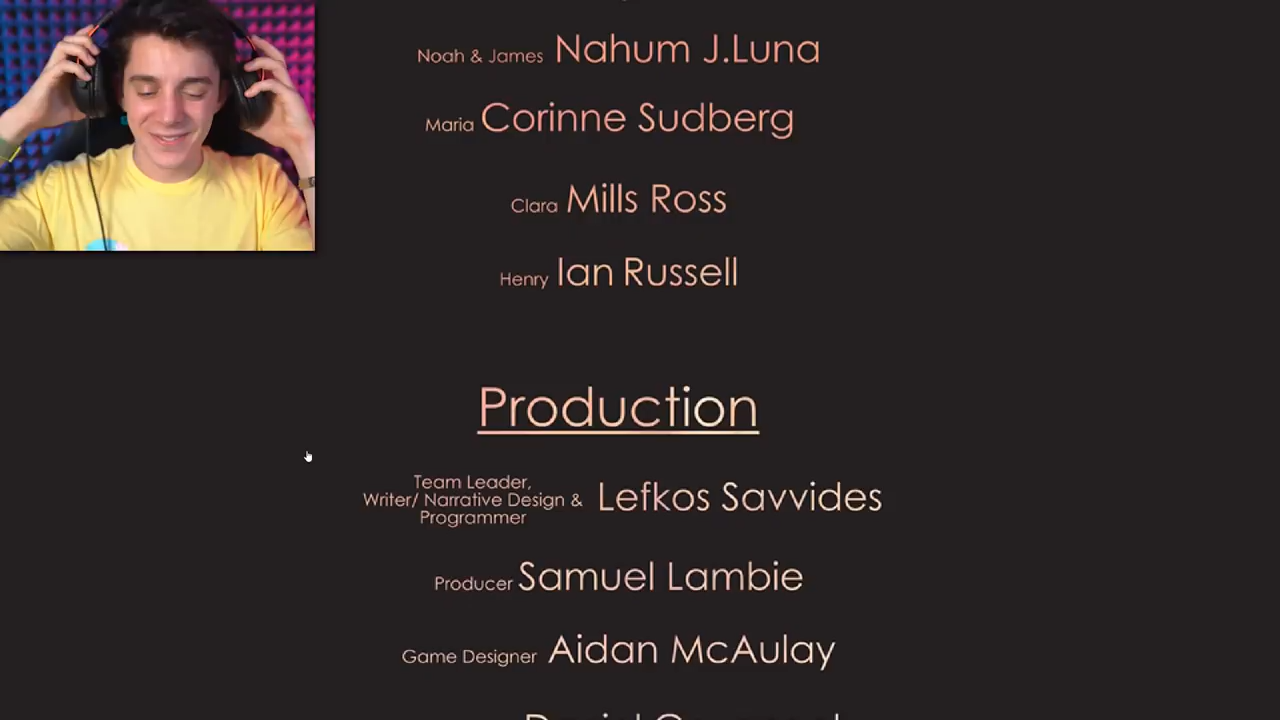 Noah & James Nahum J.Luna
Maria Corinne Sudberg
Clara Mills Ross
Henry Ian Russell
Production
Team Leader,
Writer/ Narrative Design & Lefkos Savvides
Programmer
Producer Samuel Lambie
Game Designer Aidan McAulay